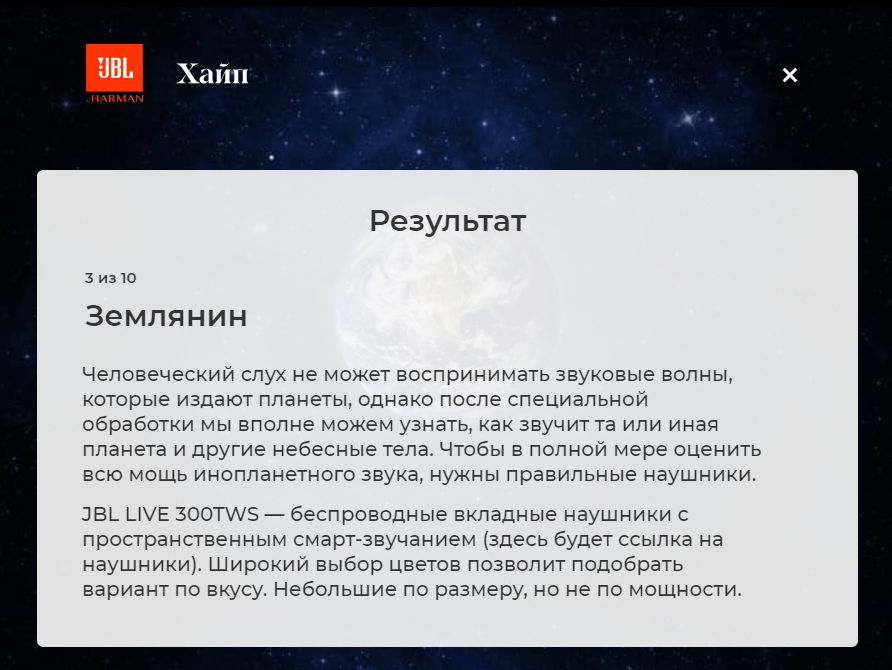 JBL
by HARMAN
Хайп
Результат
3 из 10
Землянин
Человеческий слух не может воспринимать звуковые волны,
которые издают планеты, однако после специальной
обработки мы вполне можем узнать, как звучит та или иная
планета и другие небесные тела. Чтобы в полной мере оценить
всю мощь инопланетного звука, нужны правильные наушники.
JBL LIVE 300TWS — беспроводные вкладные наушники с
пространственным смарт-звучанием (здесь будет ссылка на
наушники). Широкий выбор цветов позволит подобрать
вариант по вкусу. Небольшие по размеру, но не по мощности.